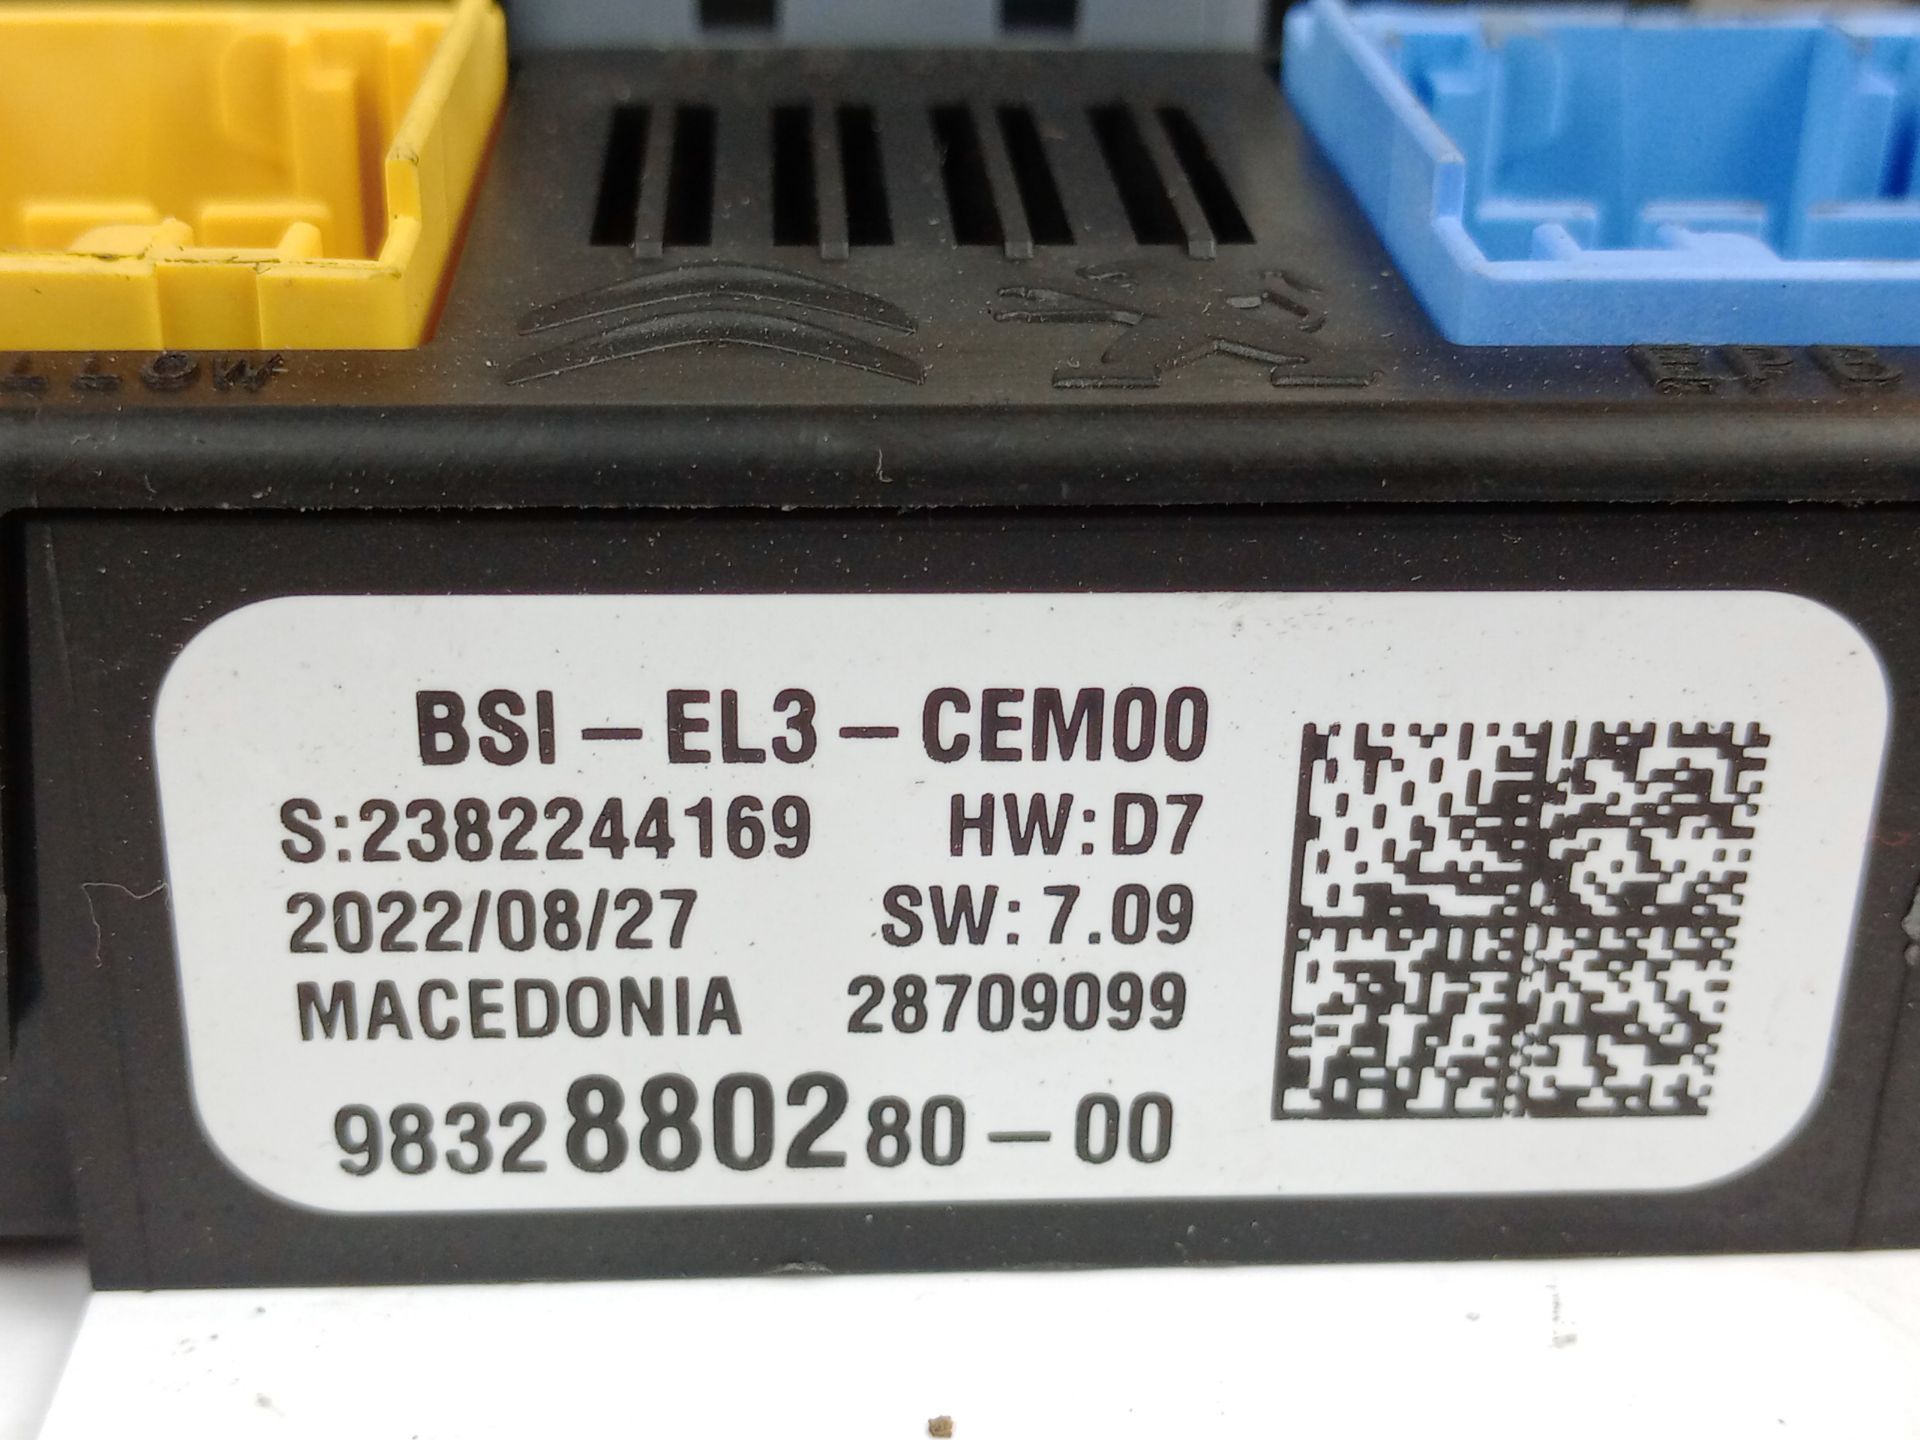 BSI-EL3-CEM00
S:2382244169 HW:D7
2022/08/27 SW:7.09
MACEDONIA 28709099
9832880280-00